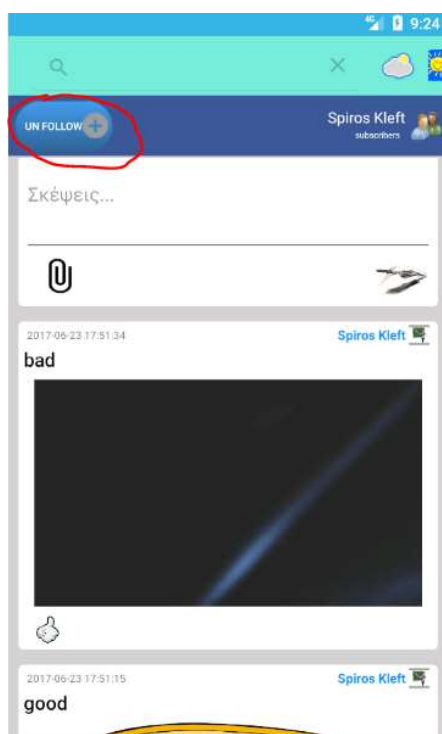 4G 9:24
UN FOLLOW
Spiros Kleft
subscribers
Σκέψεις...
2017-06-23 17:51:34 Spiros Kleft
bad
2017-06-23 17:51:15 Spiros Kleft
good